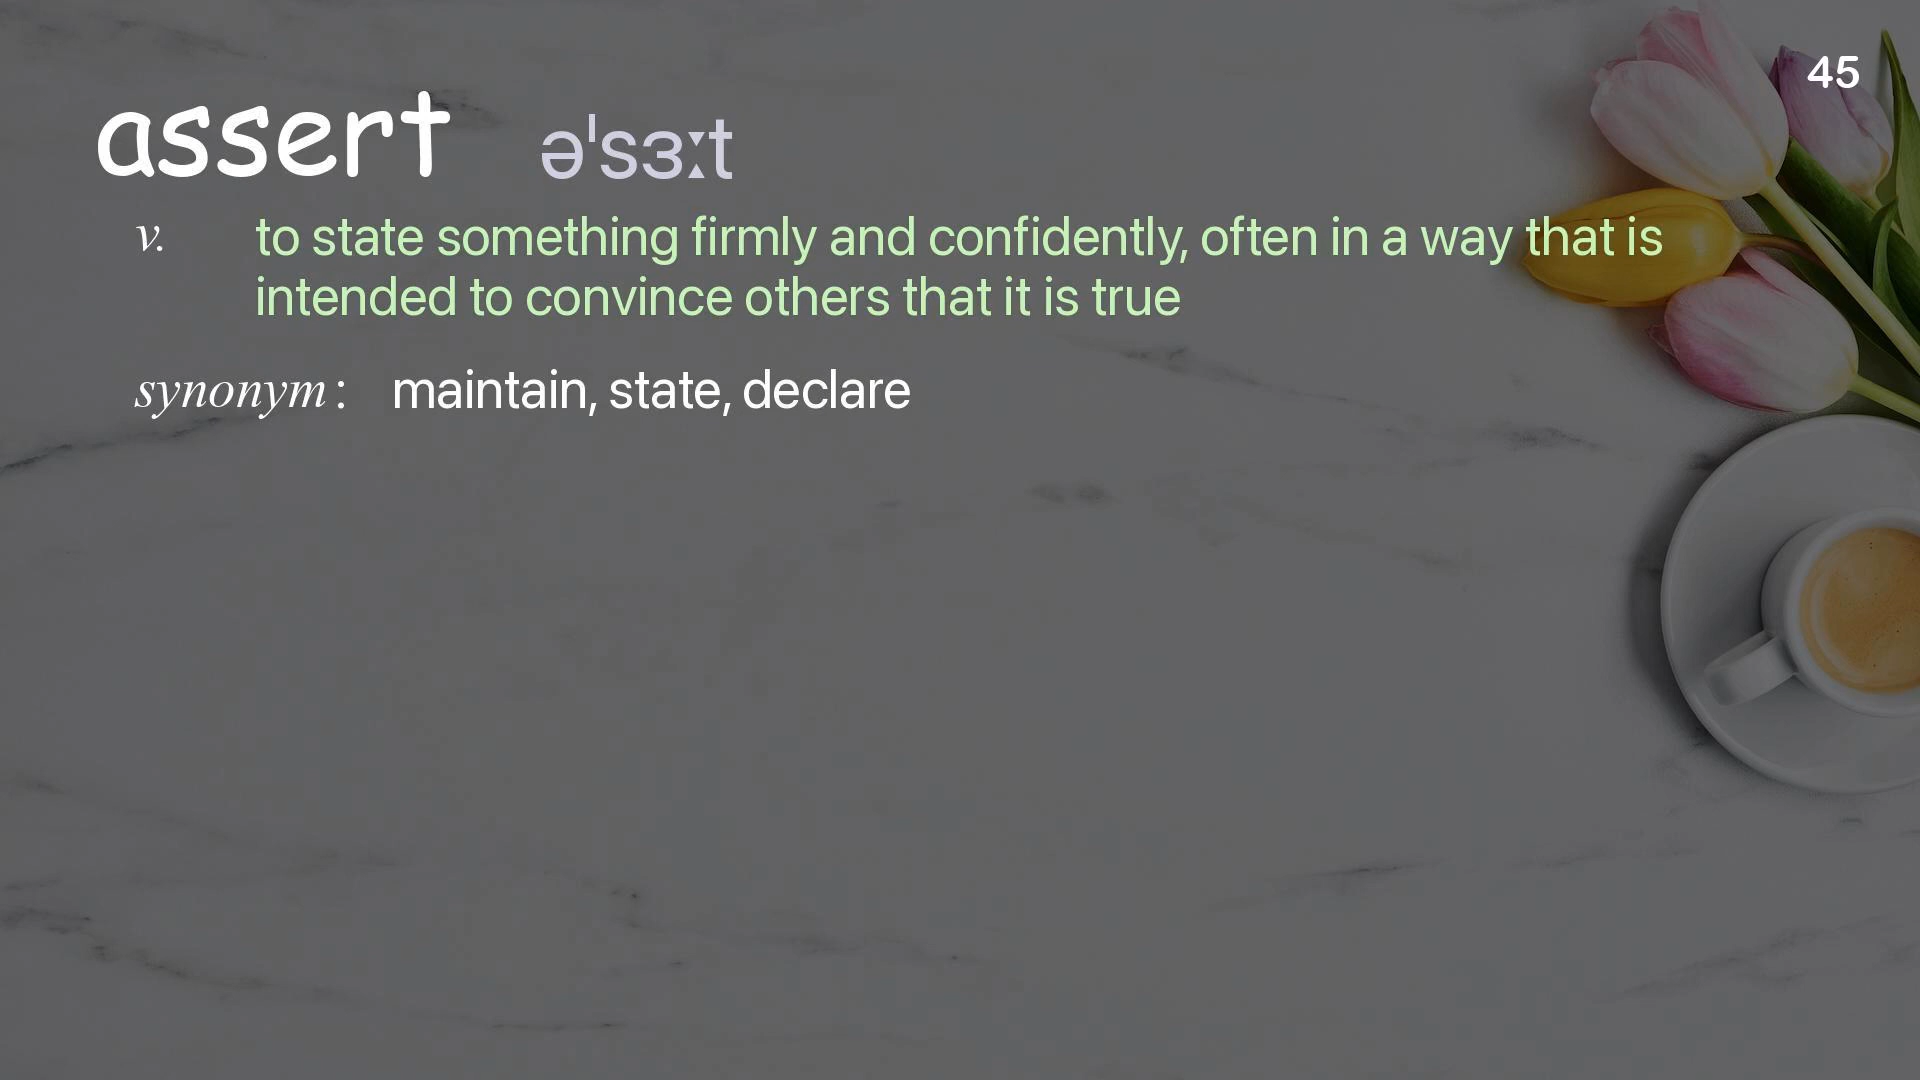 45
assert əˈsɜːt
v. to state something firmly and confidently, often in a way that is
intended to convince others that it is true
synonym : maintain, state, declare